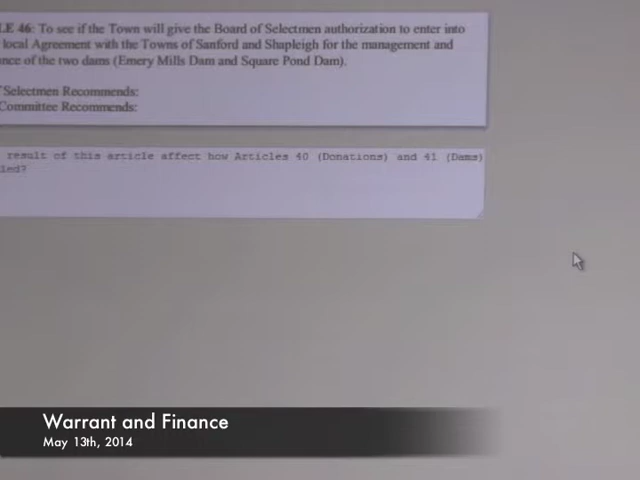 LE 46: To see if the Town will give the Board of Selectmen authorization to enter into
local Agreement with the Towns of Sanford and Shapleigh for the management and
nce of the two dams (Emery Mills Dam and Square Pond Dam).
Selectmen Recommends:
Committee Recommends:
result of this article affect how Articles 40 (Donations) and 41 (Dams)
led?
Warrant and Finance
May 13th, 2014